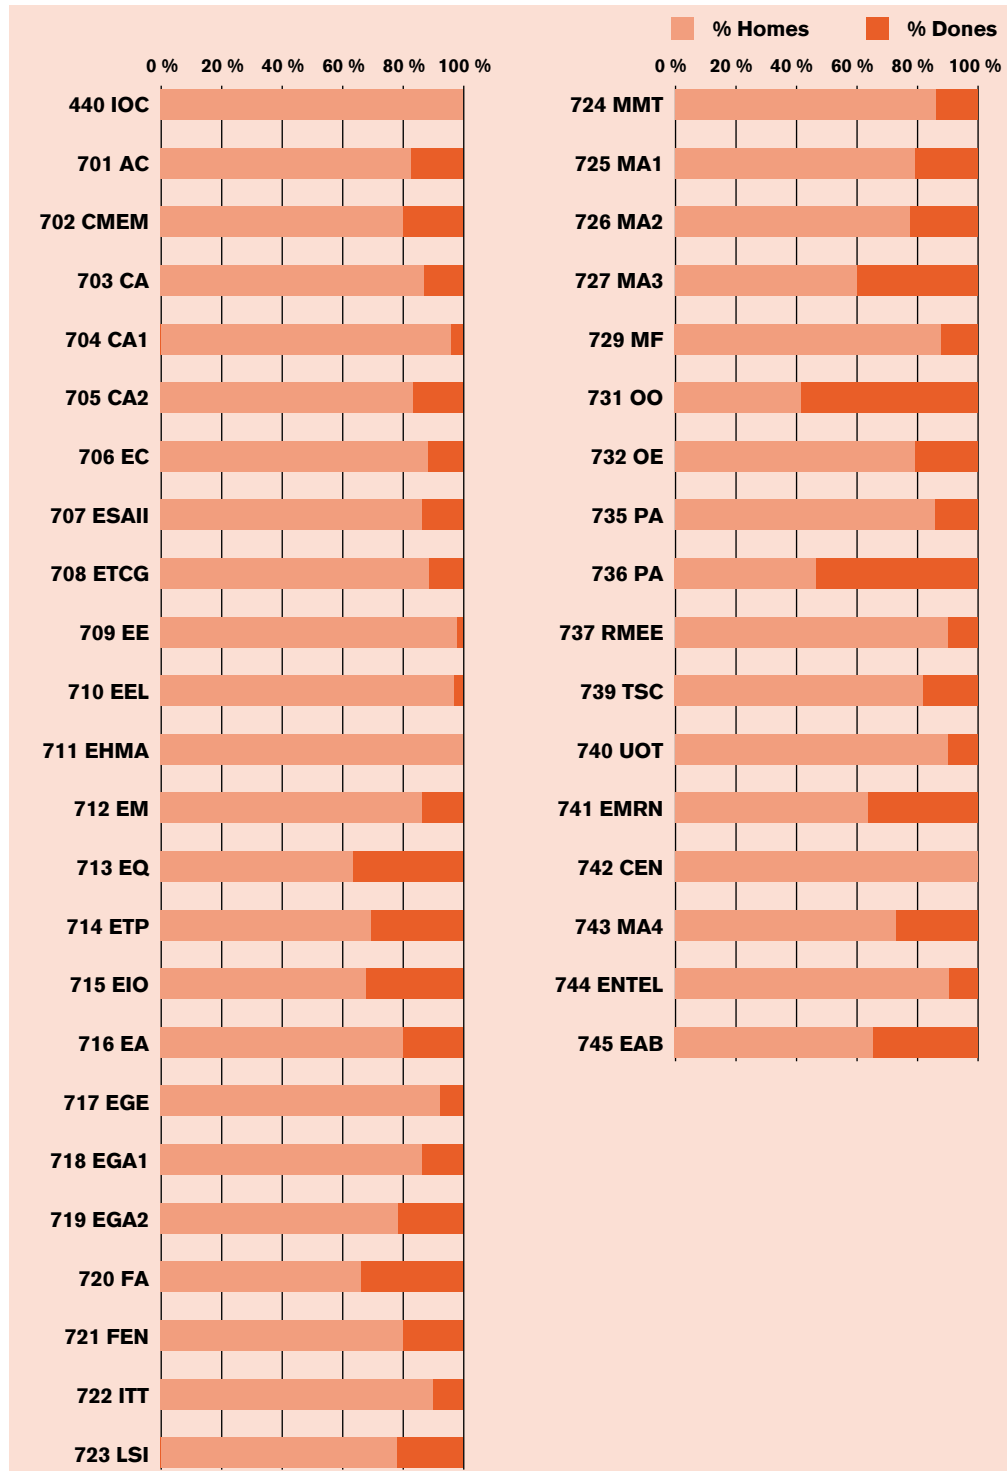 % Homes % Dones
0 % 20 % 40 % 60 % 80 % 100 %
440 IOC
701 AC
702 CMEM
703 CA
704 CA1
705 CA2
706 EC
707 ESAII
708 ETCG
709 EE
710 EEL
711 EHMA
712 EM
713 EQ
714 ETP
715 EIO
716 EA
717 EGE
718 EGA1
719 EGA2
720 FA
721 FEN
722 ITT
723 LSI
0 % 20 % 40 % 60 % 80 % 100 %
724 MMT
725 MA1
726 MA2
727 MA3
729 MF
731 OO
732 OE
735 PA
736 PA
737 RMEE
739 TSC
740 UOT
741 EMRN
742 CEN
743 MA4
744 ENTEL
745 EAB